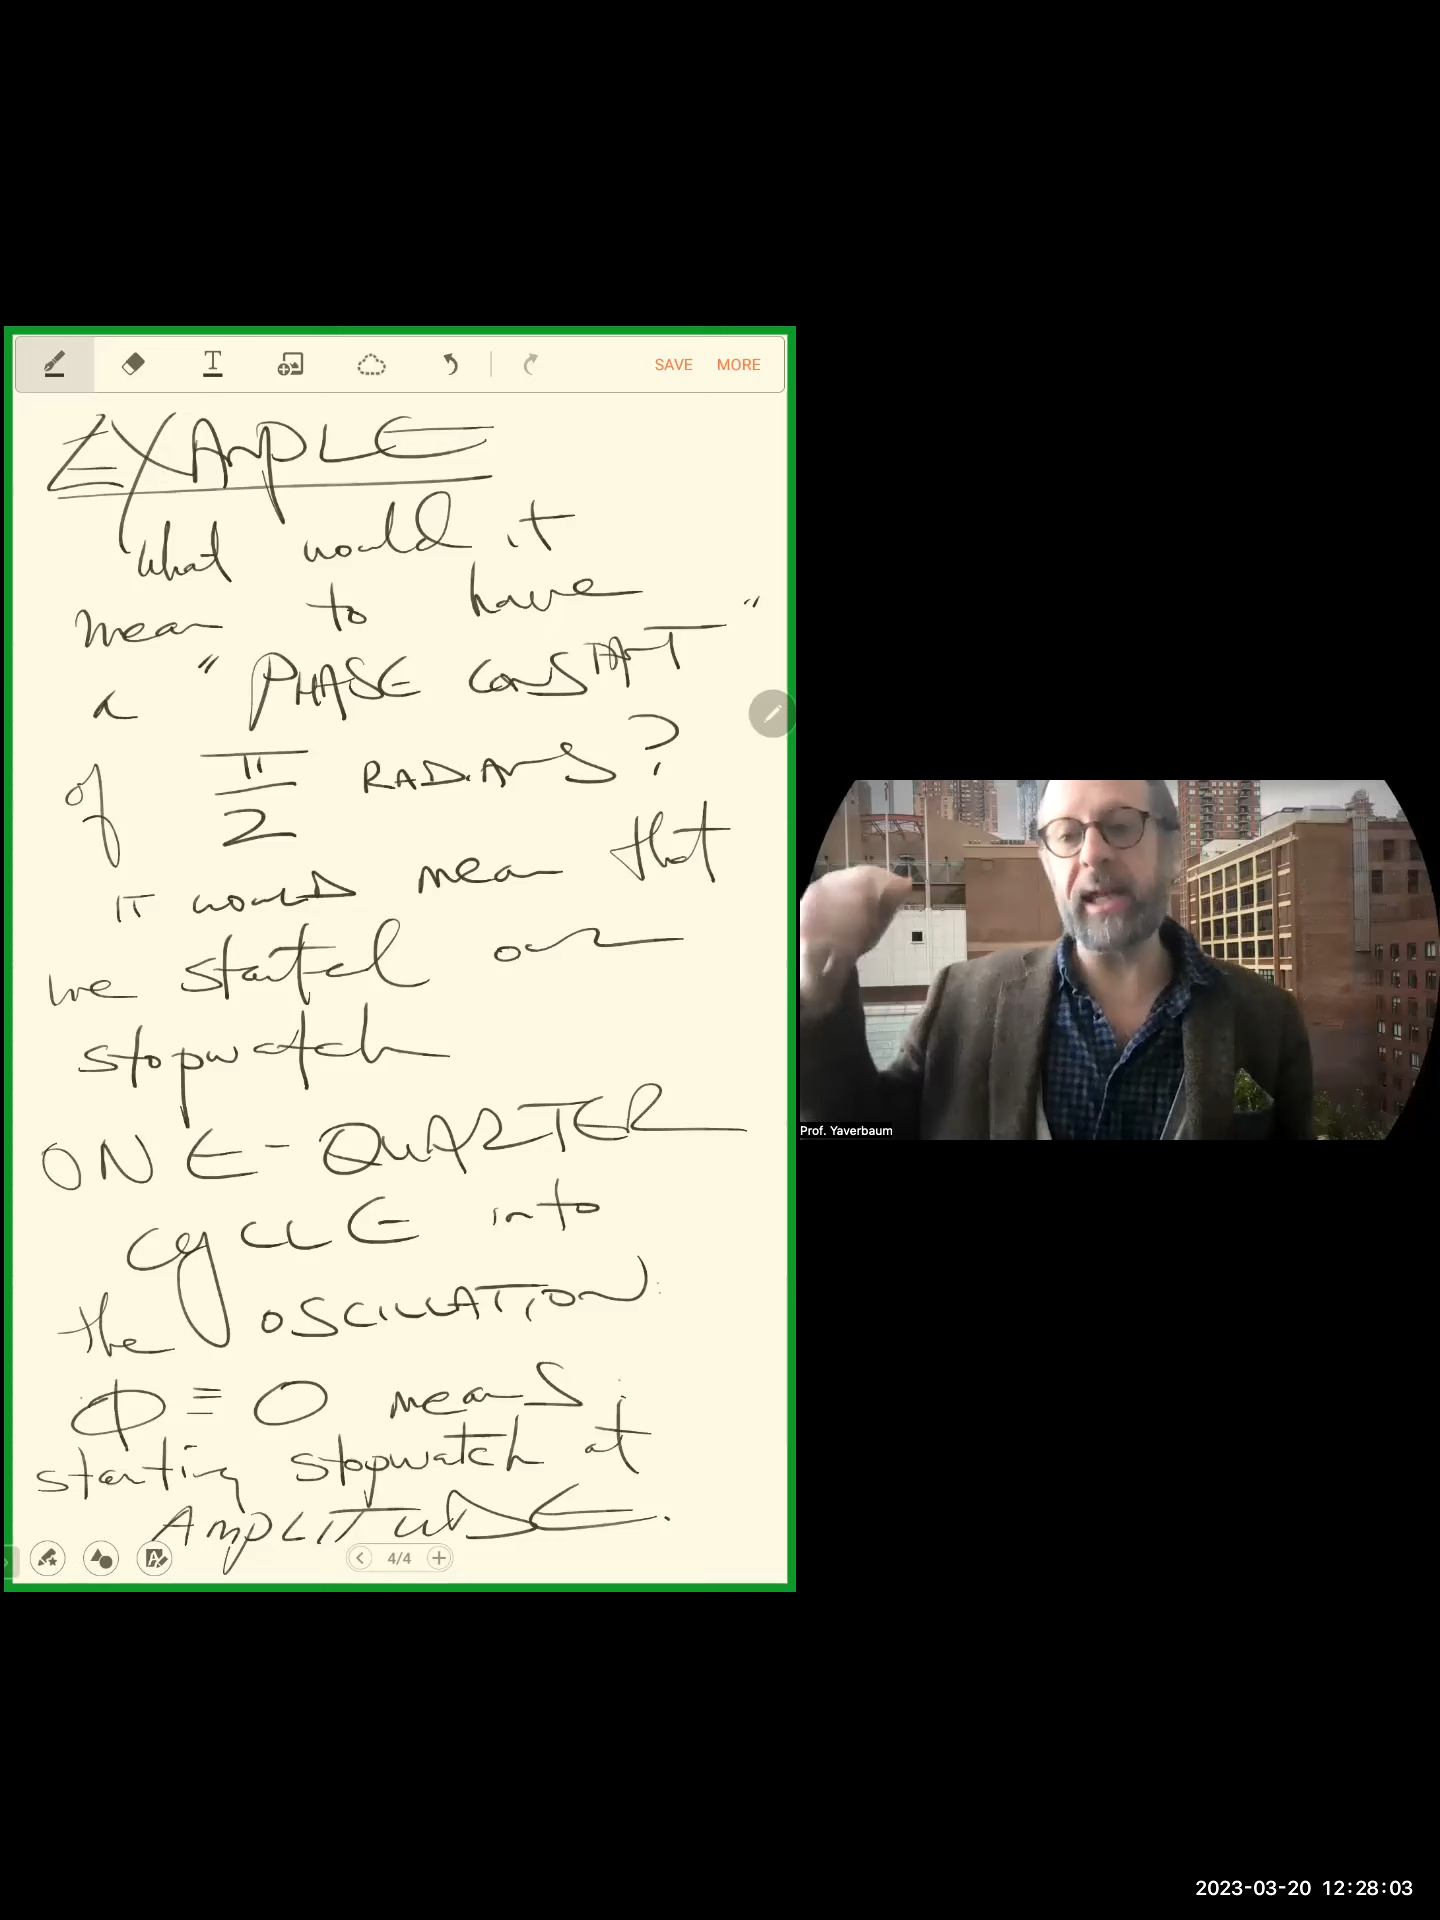 SAVE MORE
EXAMPLE
What would it
mean to have
a "PHASE CONSTANT"
of π/2 RADIANS?
IT WOULD mean that
we started our
stopwatch
ONE-QUARTER
CYCLE into
the OSCILLATION.
Φ ≡ 0 means
starting stopwatch at
AMPLITUDE.
4/4
Prof. Yaverbaum
2023-03-20 12:28:03